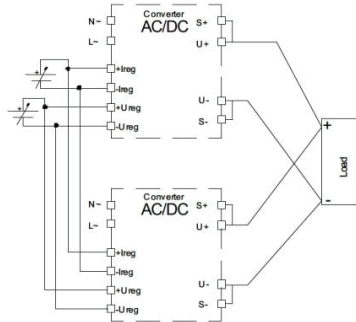 Converter
AC/DC
N~
L~
+Ireg
-Ireg
+Ureg
-Ureg
S+
U+
U-
S-
+
-
Load
Converter
AC/DC
N~
L~
+Ireg
-Ireg
+Ureg
-Ureg
S+
U+
U-
S-